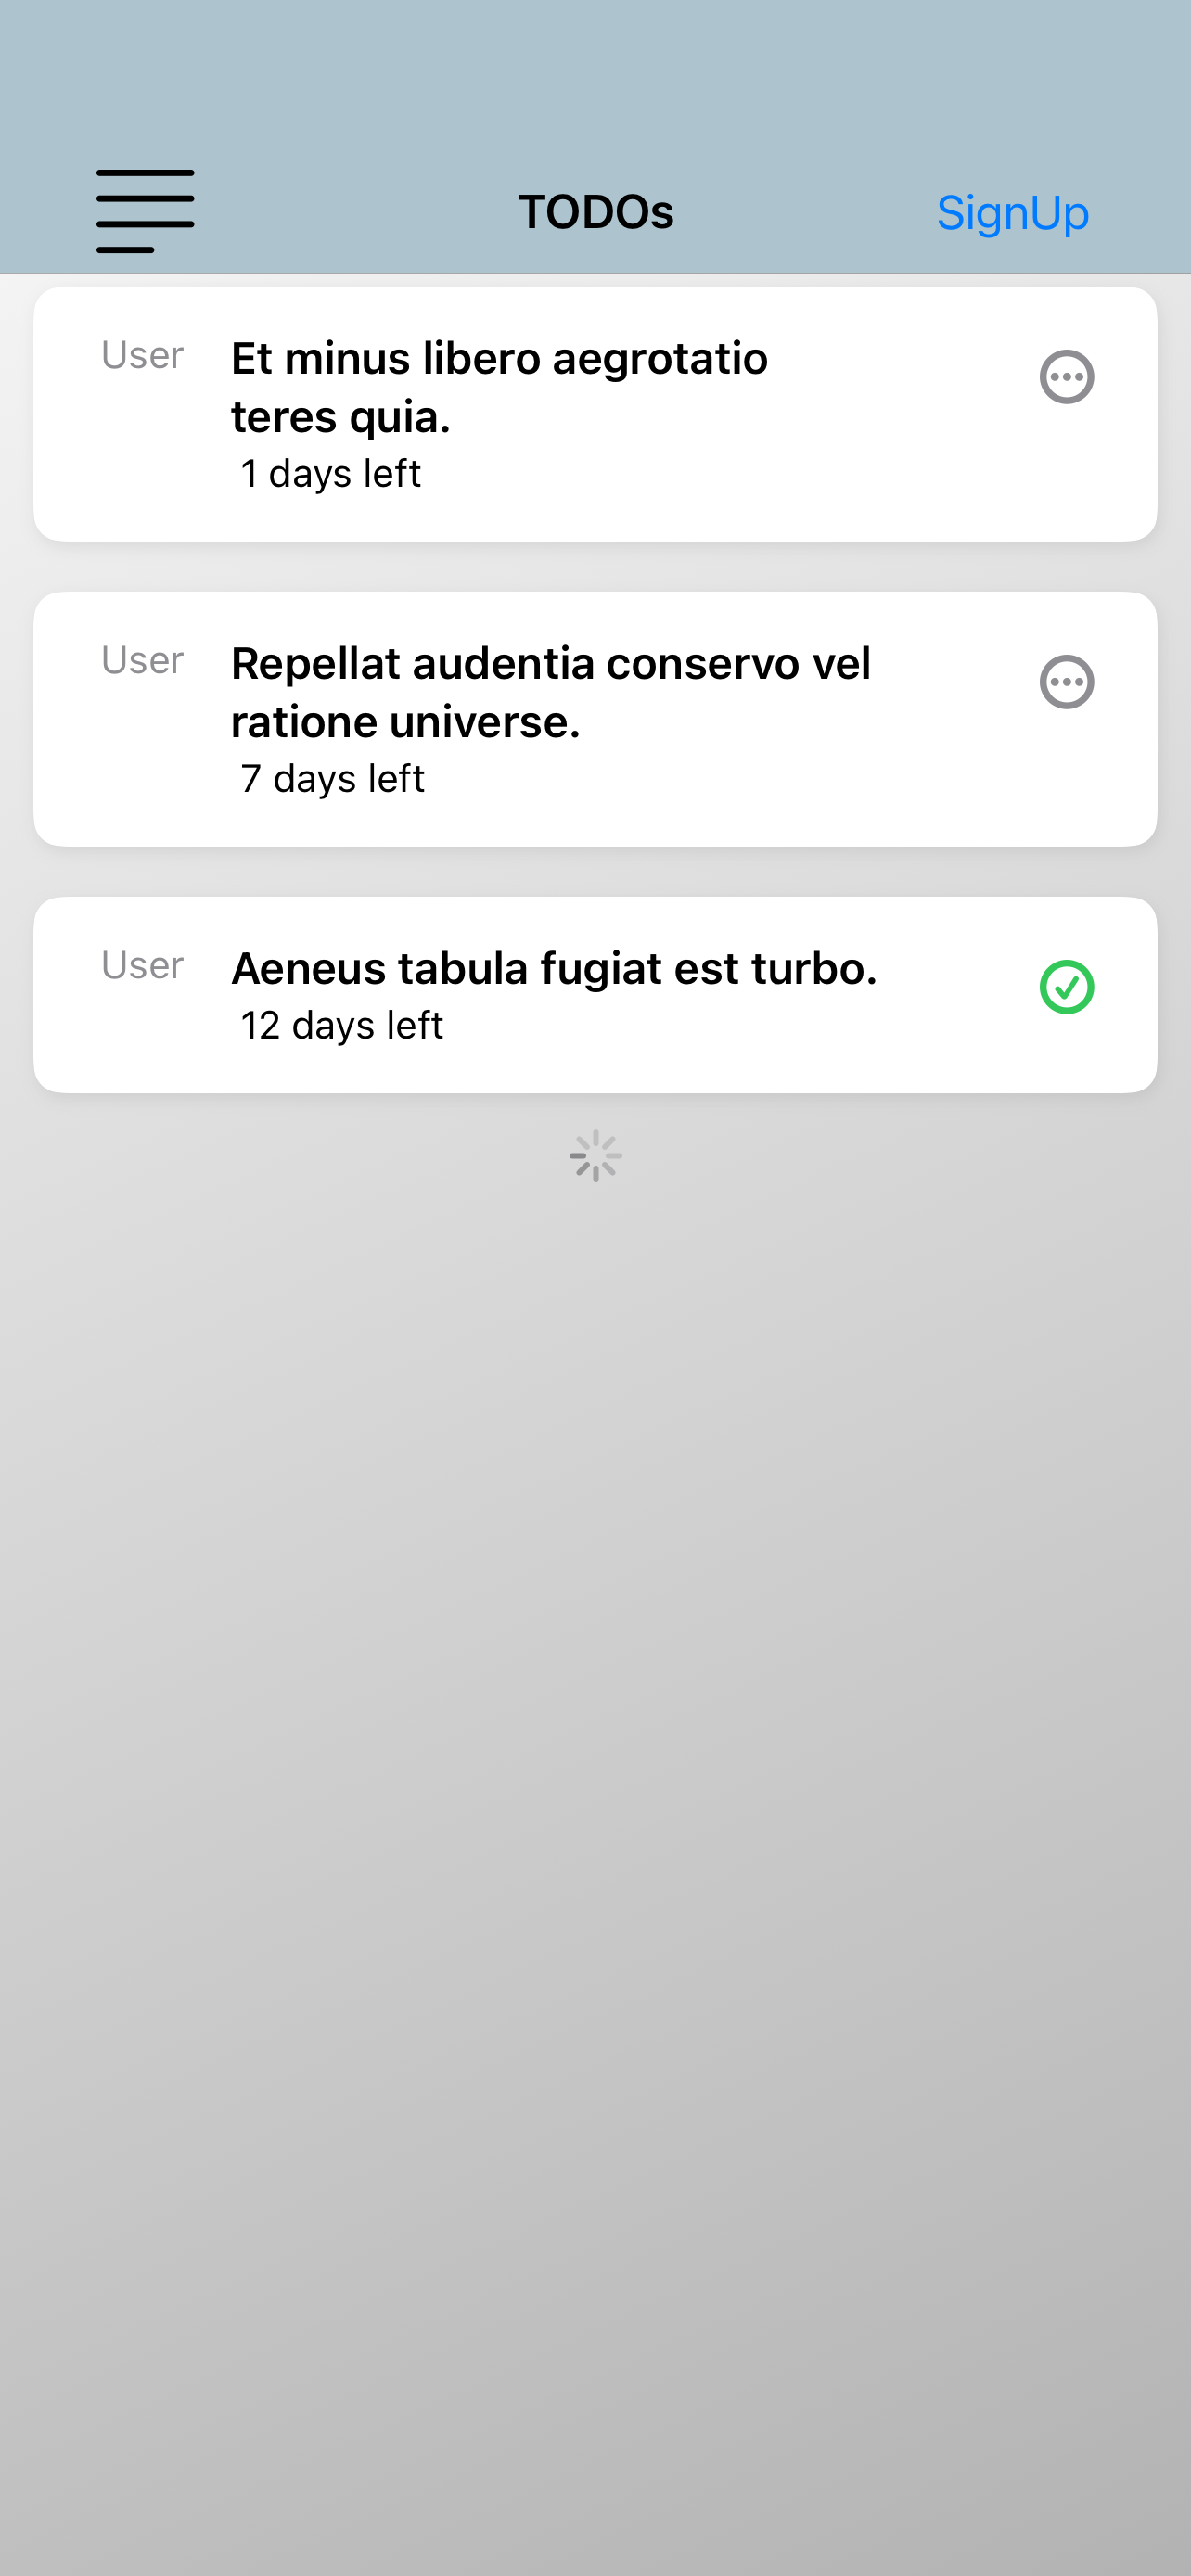 TODOs
SignUp
User
Et minus libero aegrotatio
teres quia.
1 days left
User
Repellat audentia conservo vel
ratione universe.
7 days left
User
Aeneus tabula fugiat est turbo.
12 days left